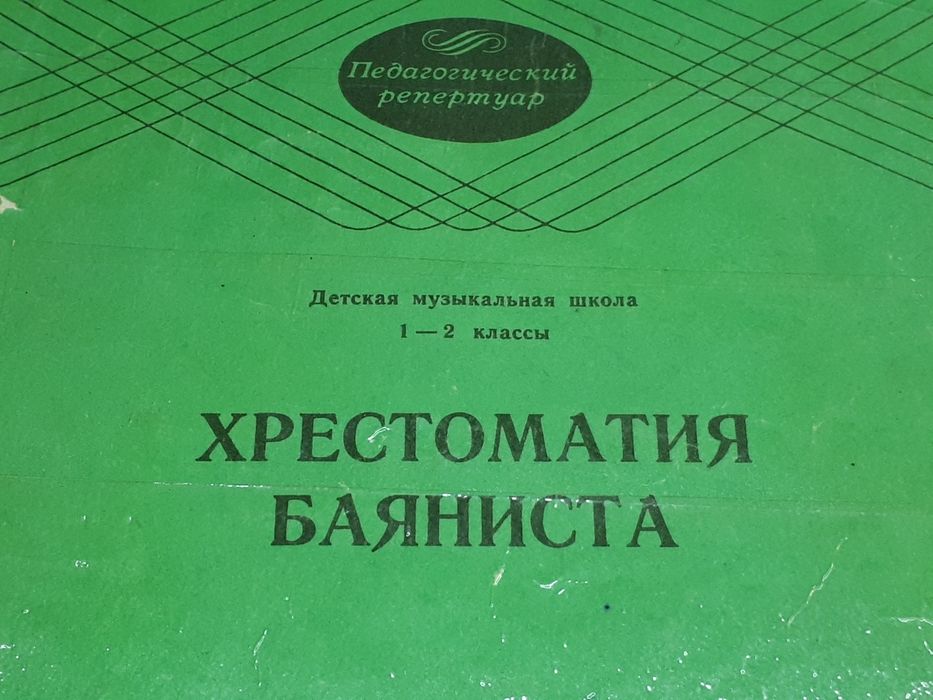 Педагогический
репертуар
Детская музыкальная школа
1 — 2 классы
ХРЕСТОМАТИЯ
БАЯНИСТА